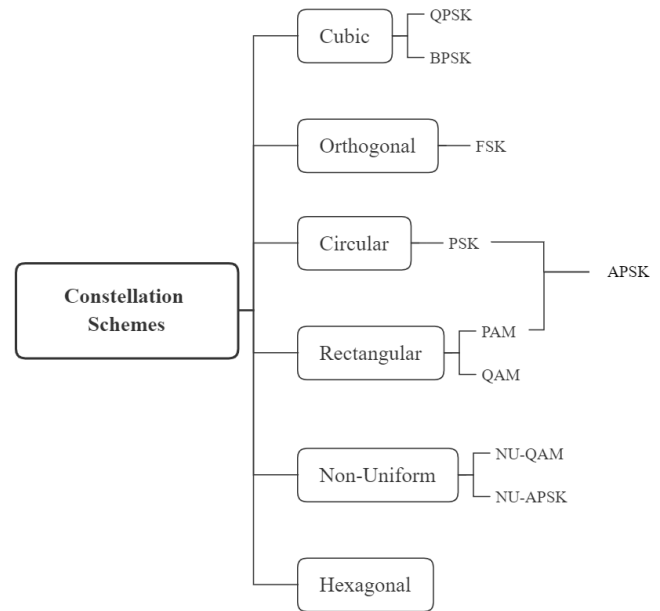 Constellation
Schemes
Cubic
QPSK
BPSK
Orthogonal
FSK
Circular
PSK
APSK
Rectangular
PAM
QAM
Non-Uniform
NU-QAM
NU-APSK
Hexagonal